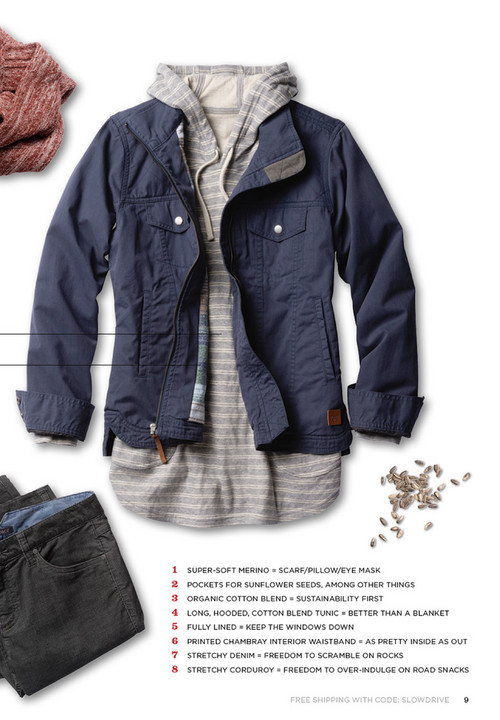 1 SUPER-SOFT MERINO = SCARF/PILLOW/EYE MASK
2 POCKETS FOR SUNFLOWER SEEDS, AMONG OTHER THINGS
3 ORGANIC COTTON BLEND = SUSTAINABILITY FIRST
4 LONG, HOODED, COTTON BLEND TUNIC = BETTER THAN A BLANKET
5 FULLY LINED = KEEP THE WINDOWS DOWN
6 PRINTED CHAMBRAY INTERIOR WAISTBAND = AS PRETTY INSIDE AS OUT
7 STRETCHY DENIM = FREEDOM TO SCRAMBLE ON ROCKS
8 STRETCHY CORDUROY = FREEDOM TO OVER-INDULGE ON ROAD SNACKS
FREE SHIPPING WITH CODE: SLOWDRIVE 9